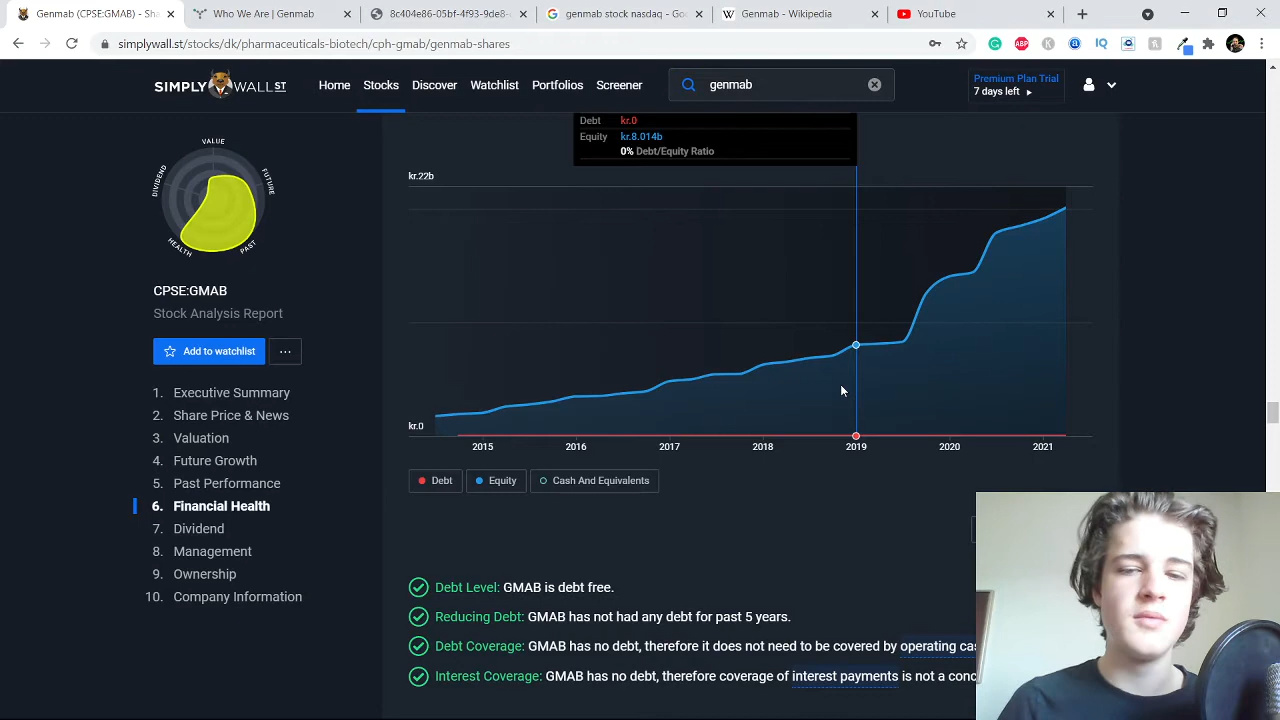 Genmab (CPSE:GMAB) - Sha
Who We Are | Genmab
8c404e86-05bf-4f93-9de8-
genmab stock nasdaq - Goo
Genmab - Wikipedia
YouTube
simplywall.st/stocks/dk/pharmaceuticals-biotech/cph-gmab/genmab-shares
SIMPLY WALL ST
Home
Stocks
Discover
Watchlist
Portfolios
Screener
genmab
Premium Plan Trial
7 days left
VALUE
FUTURE
PAST
HEALTH
DIVIDEND
CPSE:GMAB
Stock Analysis Report
Add to watchlist
...
1. Executive Summary
2. Share Price & News
3. Valuation
4. Future Growth
5. Past Performance
6. Financial Health
7. Dividend
8. Management
9. Ownership
10. Company Information
Debt kr.0
Equity kr.8.014b
0% Debt/Equity Ratio
kr.22b
kr.0
2015 2016 2017 2018 2019 2020 2021
Debt
Equity
Cash And Equivalents
Debt Level: GMAB is debt free.
Reducing Debt: GMAB has not had any debt for past 5 years.
Debt Coverage: GMAB has no debt, therefore it does not need to be covered by operating cas
Interest Coverage: GMAB has no debt, therefore coverage of interest payments is not a conc